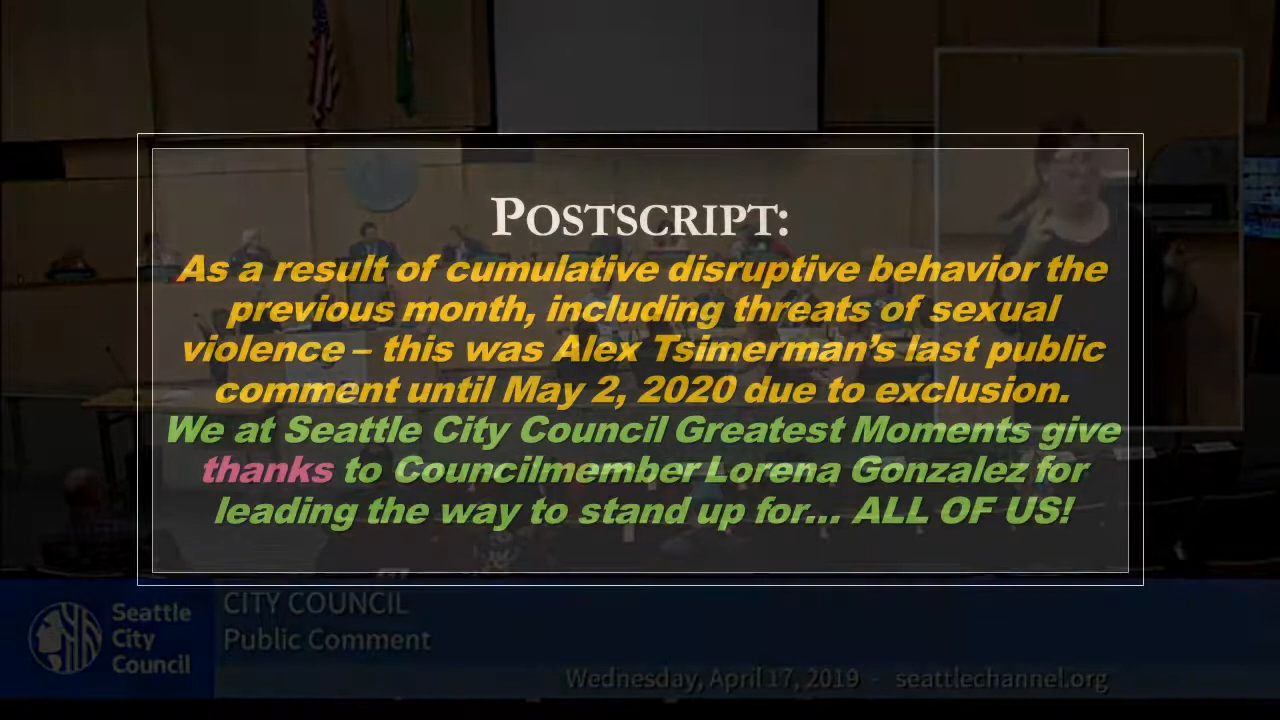 POSTSCRIPT:
As a result of cumulative disruptive behavior the
previous month, including threats of sexual
violence – this was Alex Tsimerman's last public
comment until May 2, 2020 due to exclusion.
We at Seattle City Council Greatest Moments give
thanks to Councilmember Lorena Gonzalez for
leading the way to stand up for... ALL OF US!
Seattle
City
Council
CITY COUNCIL
Public Comment
Wednesday, April 17, 2019 - seattlechannel.org